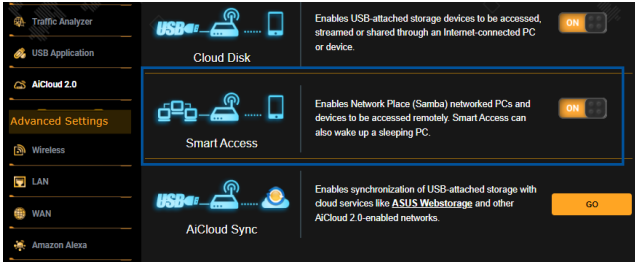 Traffic Analyzer
USB Application
AiCloud 2.0
Advanced Settings
Wireless
LAN
WAN
Amazon Alexa
USB
Cloud Disk
Enables USB-attached storage devices to be accessed,
streamed or shared through an Internet-connected PC
or device.
ON
Smart Access
Enables Network Place (Samba) networked PCs and
devices to be accessed remotely. Smart Access can
also wake up a sleeping PC.
ON
USB
AiCloud Sync
Enables synchronization of USB-attached storage with
cloud services like ASUS Webstorage and other
AiCloud 2.0-enabled networks.
GO